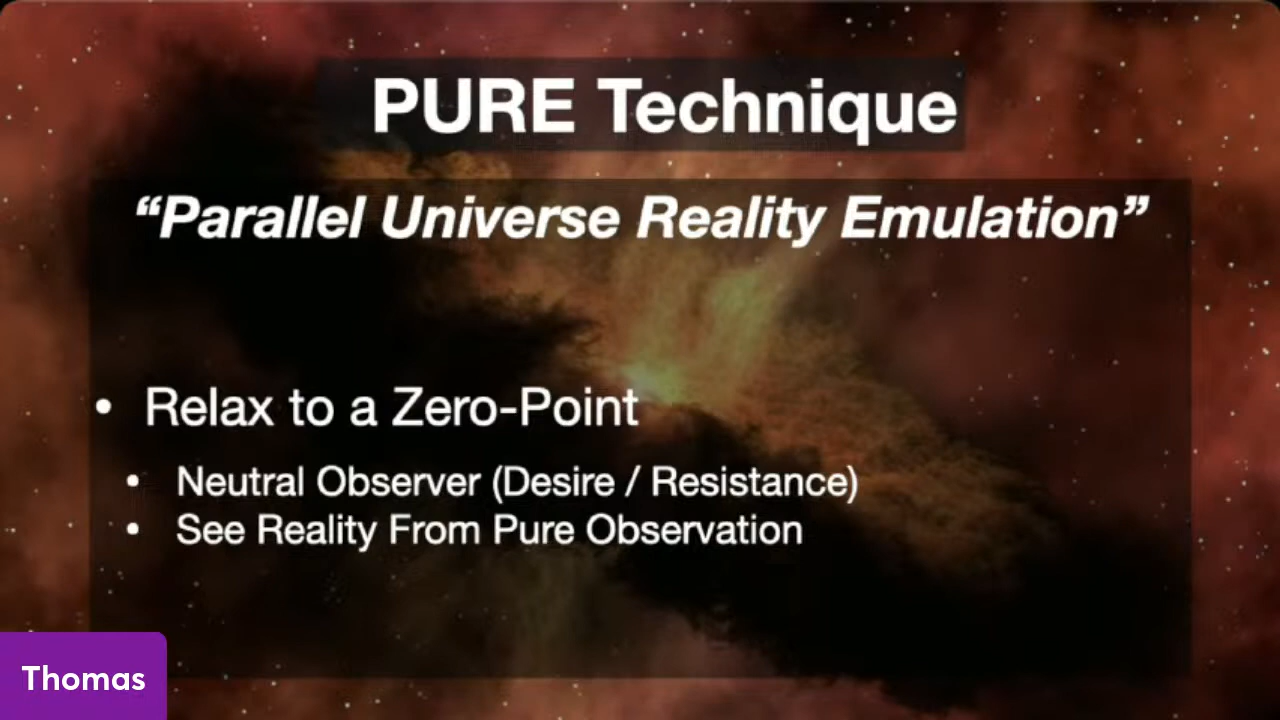 PURE Technique
“Parallel Universe Reality Emulation”
• Relax to a Zero-Point
• Neutral Observer (Desire / Resistance)
• See Reality From Pure Observation
Thomas